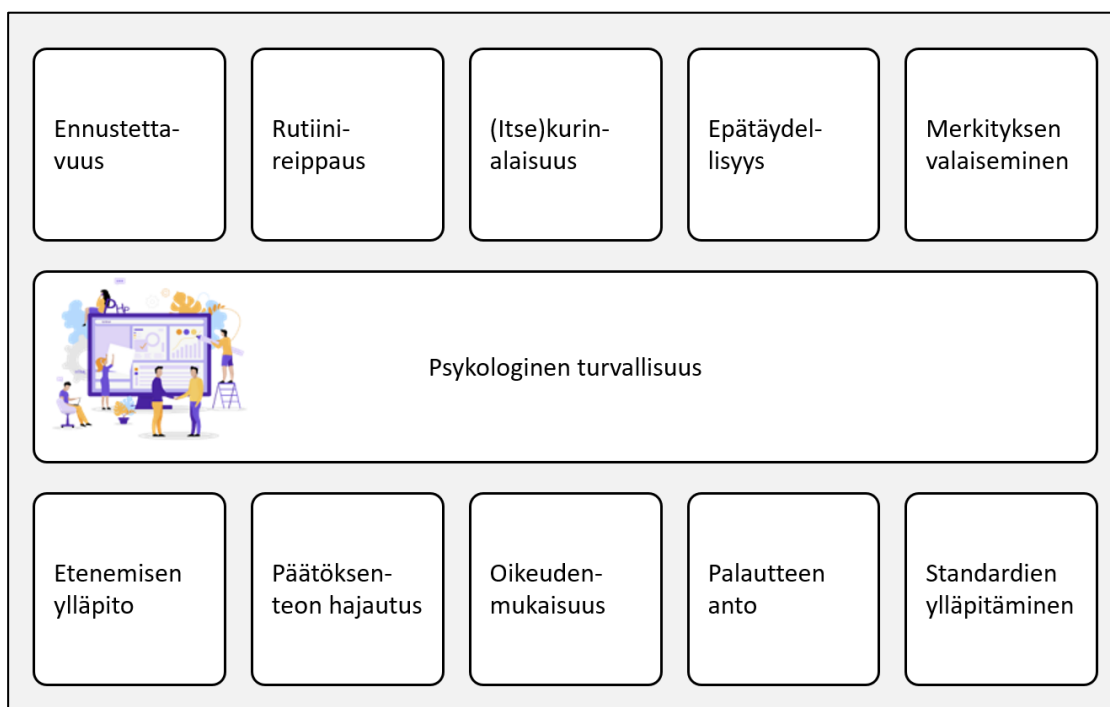 Ennustetta-
vuus
Rutiini-
reippaus
(Itse)kurin-
alaisuus
Epätäydel-
lisyys
Merkityksen
valaiseminen
Psykologinen turvallisuus
Etenemisen
ylläpito
Päätöksen-
teon hajautus
Oikeuden-
mukaisuus
Palautteen
anto
Standardien
ylläpitäminen